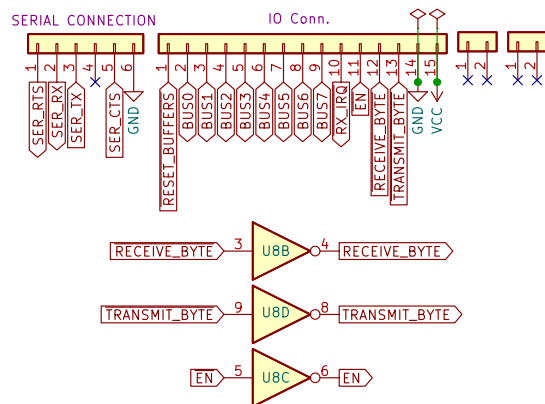 SERIAL CONNECTION
IO Conn.
1 2 3 4 5 6
1 2 3 4 5 6 7 8 9 10 11 12 13 14 15
1 2
1 2
SER_RTS
SER_RX
SER_TX
SER_CTS
GND
RESET_BUFFERS
BUS0
BUS1
BUS2
BUS3
BUS4
BUS5
BUS6
BUS7
RX_IRQ
EN
RECEIVE_BYTE
TRANSMIT_BYTE
GND
VCC
RECEIVE_BYTE 3 U8B 4 RECEIVE_BYTE
TRANSMIT_BYTE 9 U8D 8 TRANSMIT_BYTE
EN 5 U8C 6 EN